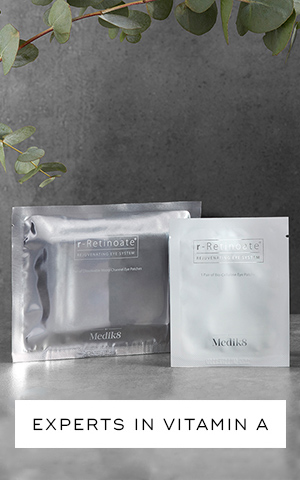 r-Retinoate
REJUVENATING EYE SYSTEM
Medik8
r-Retinoate
REJUVENATING EYE SYSTEM
Medik8
EXPERTS IN VITAMIN A